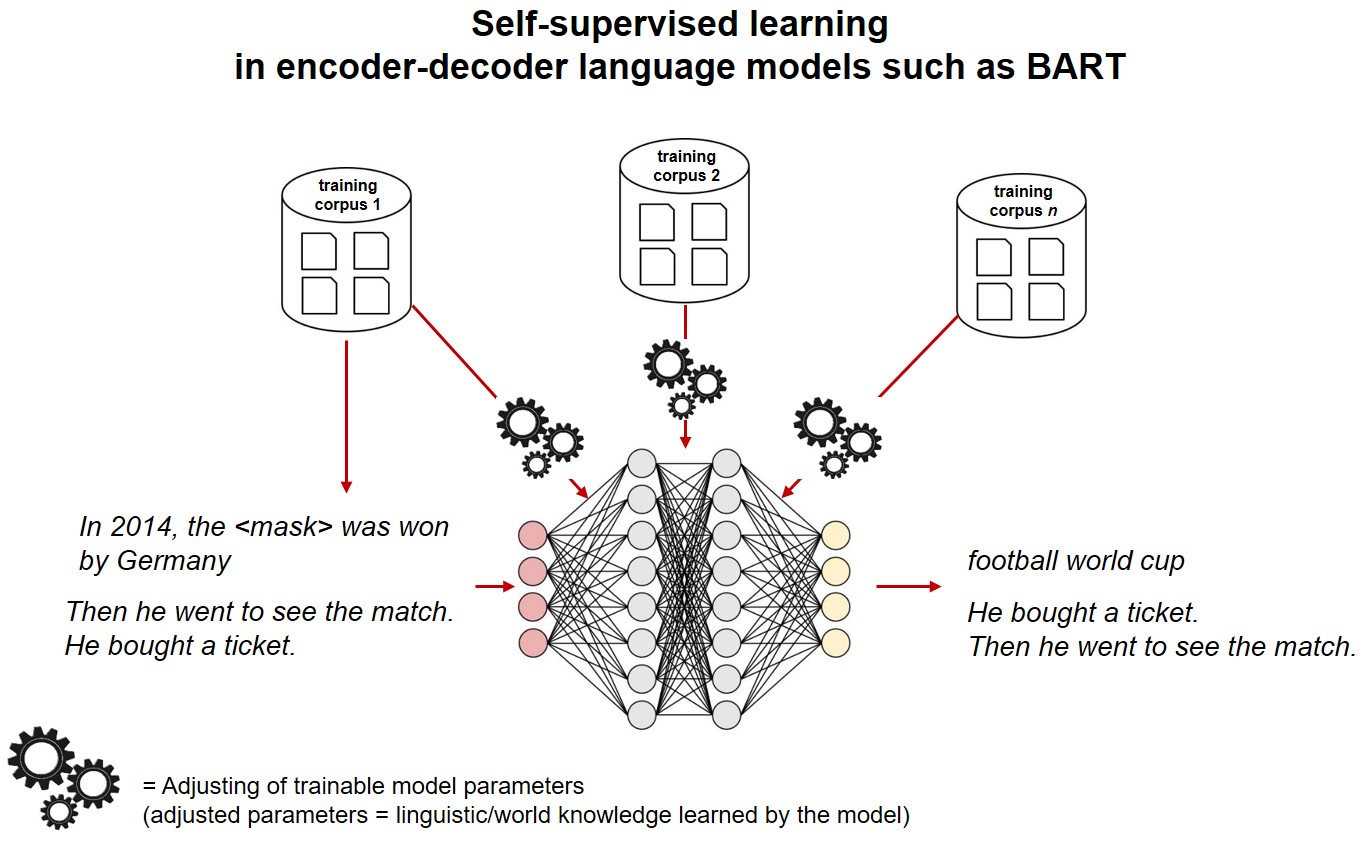 Self-supervised learning
in encoder-decoder language models such as BART
training
corpus 1
training
corpus 2
training
corpus n
In 2014, the <mask> was won
by Germany
Then he went to see the match.
He bought a ticket.
football world cup
He bought a ticket.
Then he went to see the match.
= Adjusting of trainable model parameters
(adjusted parameters = linguistic/world knowledge learned by the model)